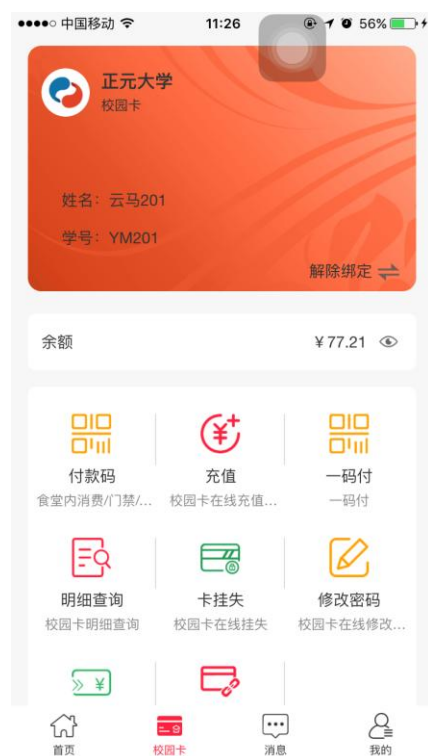 中国移动 11:26 56%
正元大学
校园卡
姓名：云马201
学号：YM201
解除绑定
余额 ￥77.21
付款码 充值 一码付
食堂内消费/门禁/... 校园卡在线充值... 一码付
明细查询 卡挂失 修改密码
校园卡明细查询 校园卡在线挂失 校园卡在线修改...
首页 校园卡 消息 我的